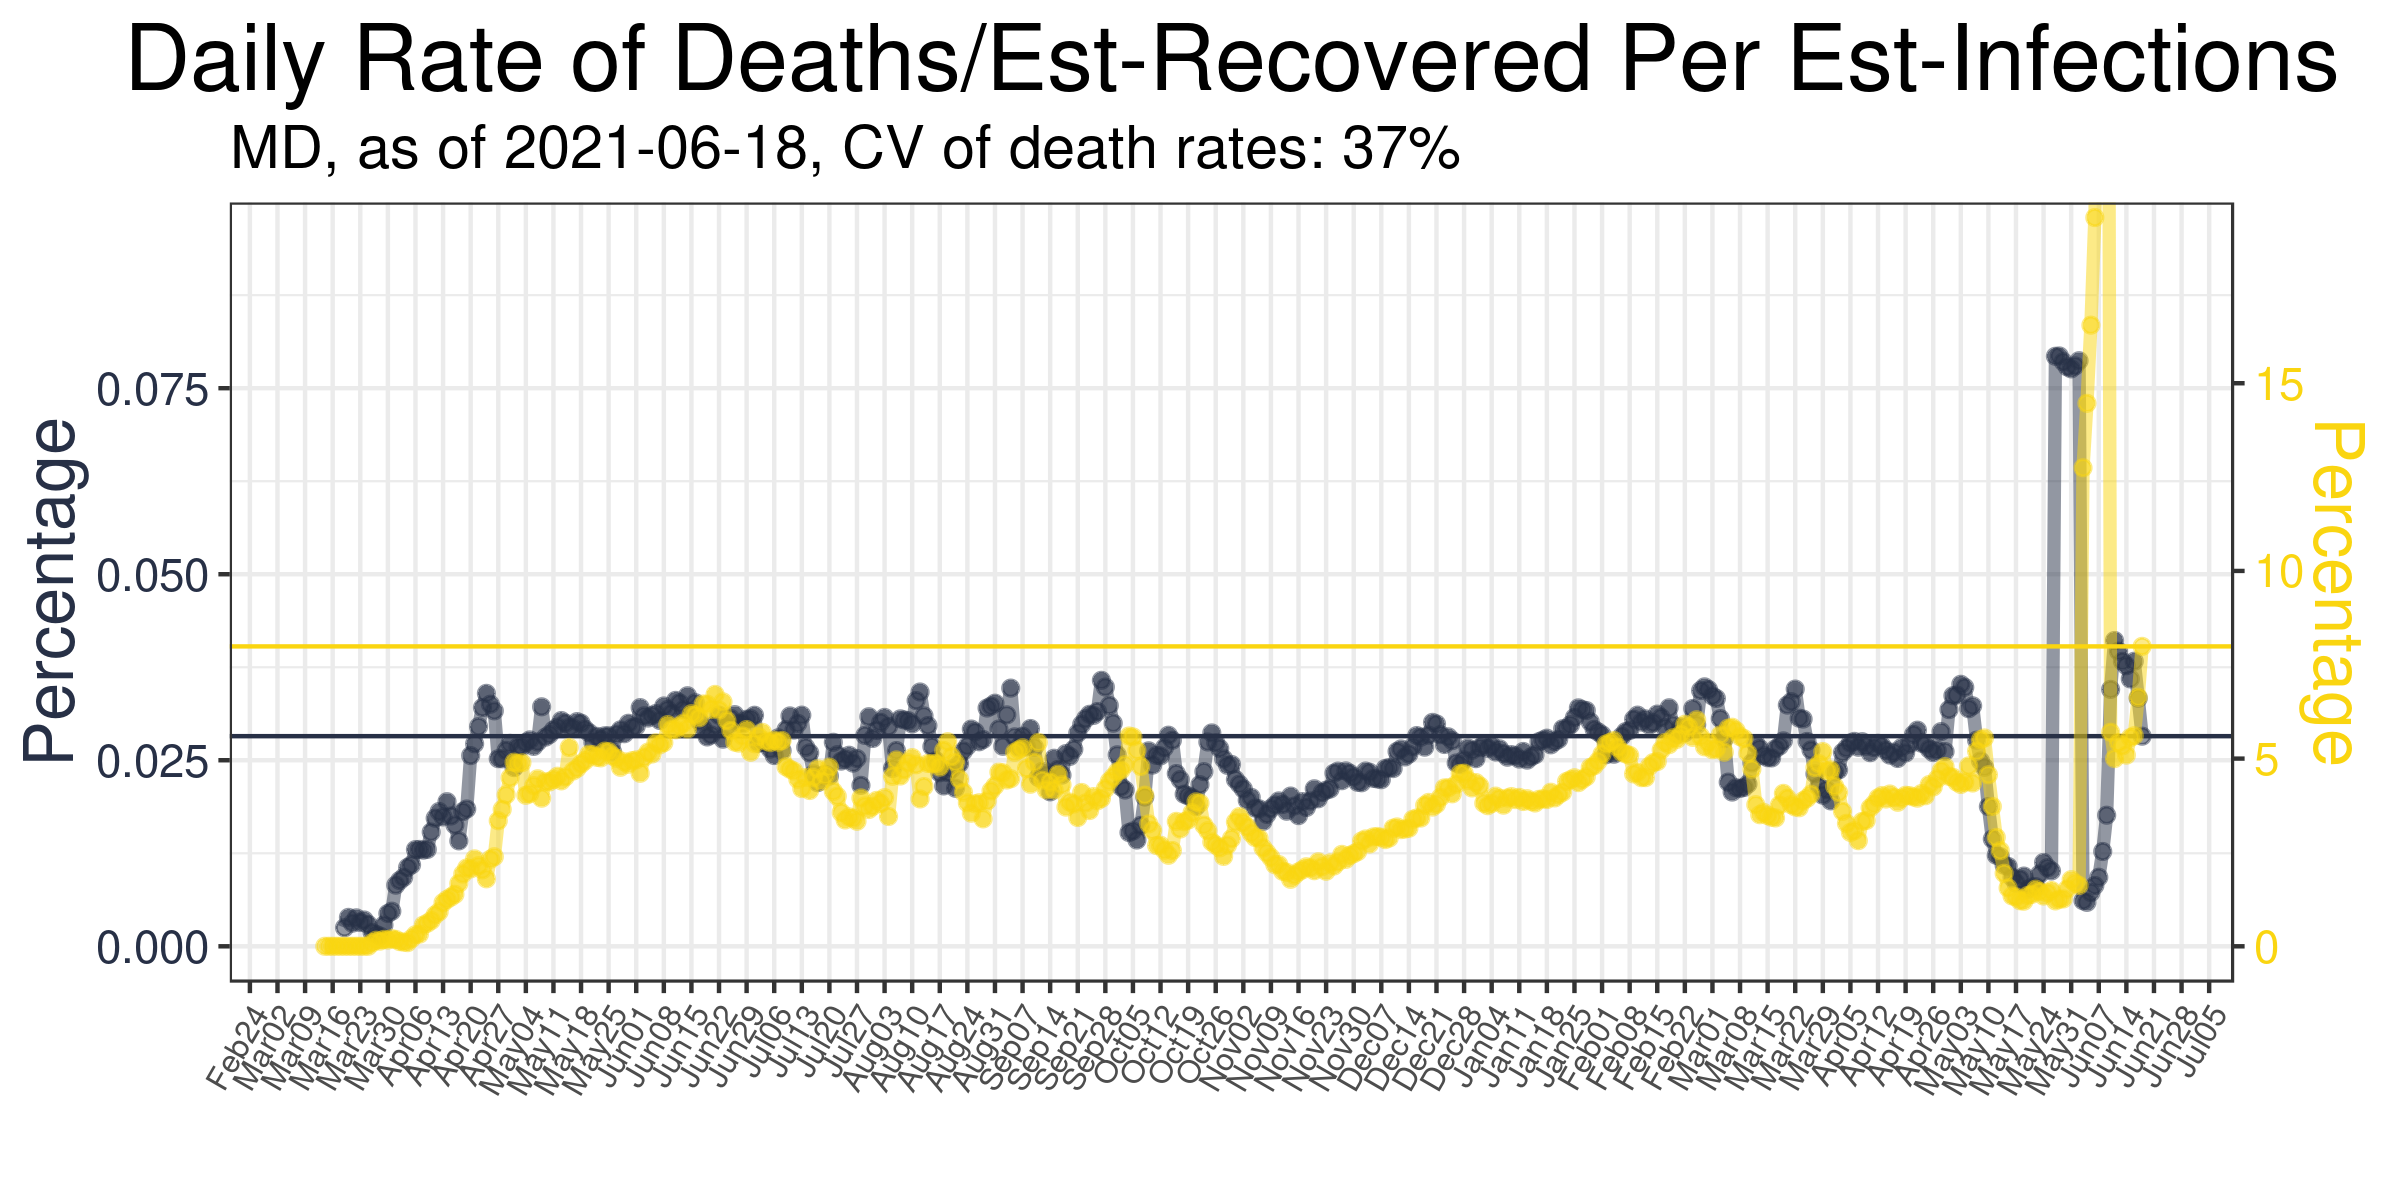 Daily Rate of Deaths/Est-Recovered Per Est-Infections
MD, as of 2021-06-18, CV of death rates: 37%
Percentage
0.075
0.050
0.025
0.000
15
10
5
0
Percentage
Feb24
Mar02
Mar09
Mar16
Mar23
Mar30
Apr06
Apr13
Apr20
Apr27
May04
May11
May18
May25
Jun01
Jun08
Jun15
Jun22
Jun29
Jul06
Jul13
Jul20
Jul27
Aug03
Aug10
Aug17
Aug24
Aug31
Sep07
Sep14
Sep21
Sep28
Oct05
Oct12
Oct19
Oct26
Nov02
Nov09
Nov16
Nov23
Nov30
Dec07
Dec14
Dec21
Dec28
Jan04
Jan11
Jan18
Jan25
Feb01
Feb08
Feb15
Feb22
Mar01
Mar08
Mar15
Mar22
Mar29
Apr05
Apr12
Apr19
Apr26
May03
May10
May17
May24
May31
Jun07
Jun14
Jun21
Jun28
Jul05